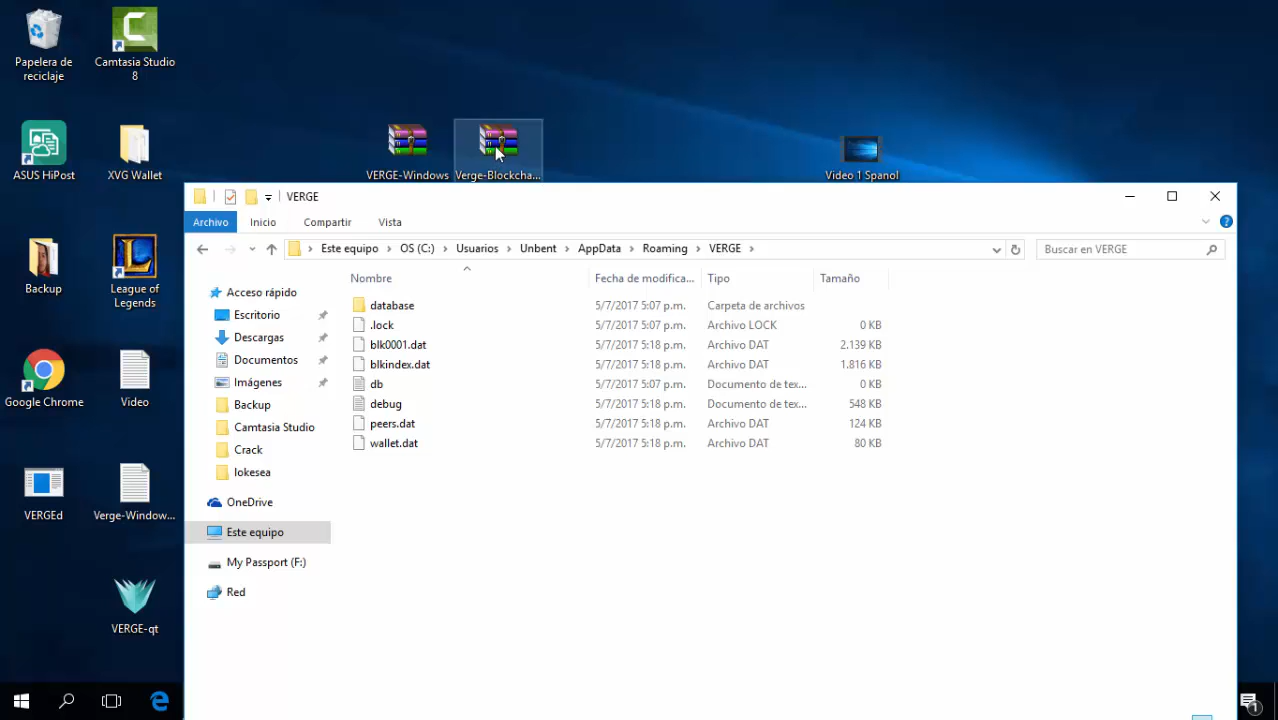 Papelera de
reciclaje
Camtasia Studio
8
ASUS HiPost
XVG Wallet
VERGE-Windows
Verge-Blockcha...
Video 1 Spanol
Backup
League of
Legends
Google Chrome
Video
VERGEd
Verge-Window...
VERGE-qt
VERGE
Archivo
Inicio
Compartir
Vista
Este equipo
OS (C:)
Usuarios
Unbent
AppData
Roaming
VERGE
Buscar en VERGE
Nombre
Fecha de modifica...
Tipo
Tamaño
Acceso rápido
Escritorio
Descargas
Documentos
Imágenes
Backup
Camtasia Studio
Crack
lokesea
OneDrive
Este equipo
My Passport (F:)
Red
database 5/7/2017 5:07 p.m. Carpeta de archivos
.lock 5/7/2017 5:07 p.m. Archivo LOCK 0 KB
blk0001.dat 5/7/2017 5:18 p.m. Archivo DAT 2.139 KB
blkindex.dat 5/7/2017 5:18 p.m. Archivo DAT 1.816 KB
db 5/7/2017 5:07 p.m. Documento de tex... 0 KB
debug 5/7/2017 5:18 p.m. Documento de tex... 548 KB
peers.dat 5/7/2017 5:18 p.m. Archivo DAT 124 KB
wallet.dat 5/7/2017 5:18 p.m. Archivo DAT 80 KB
1